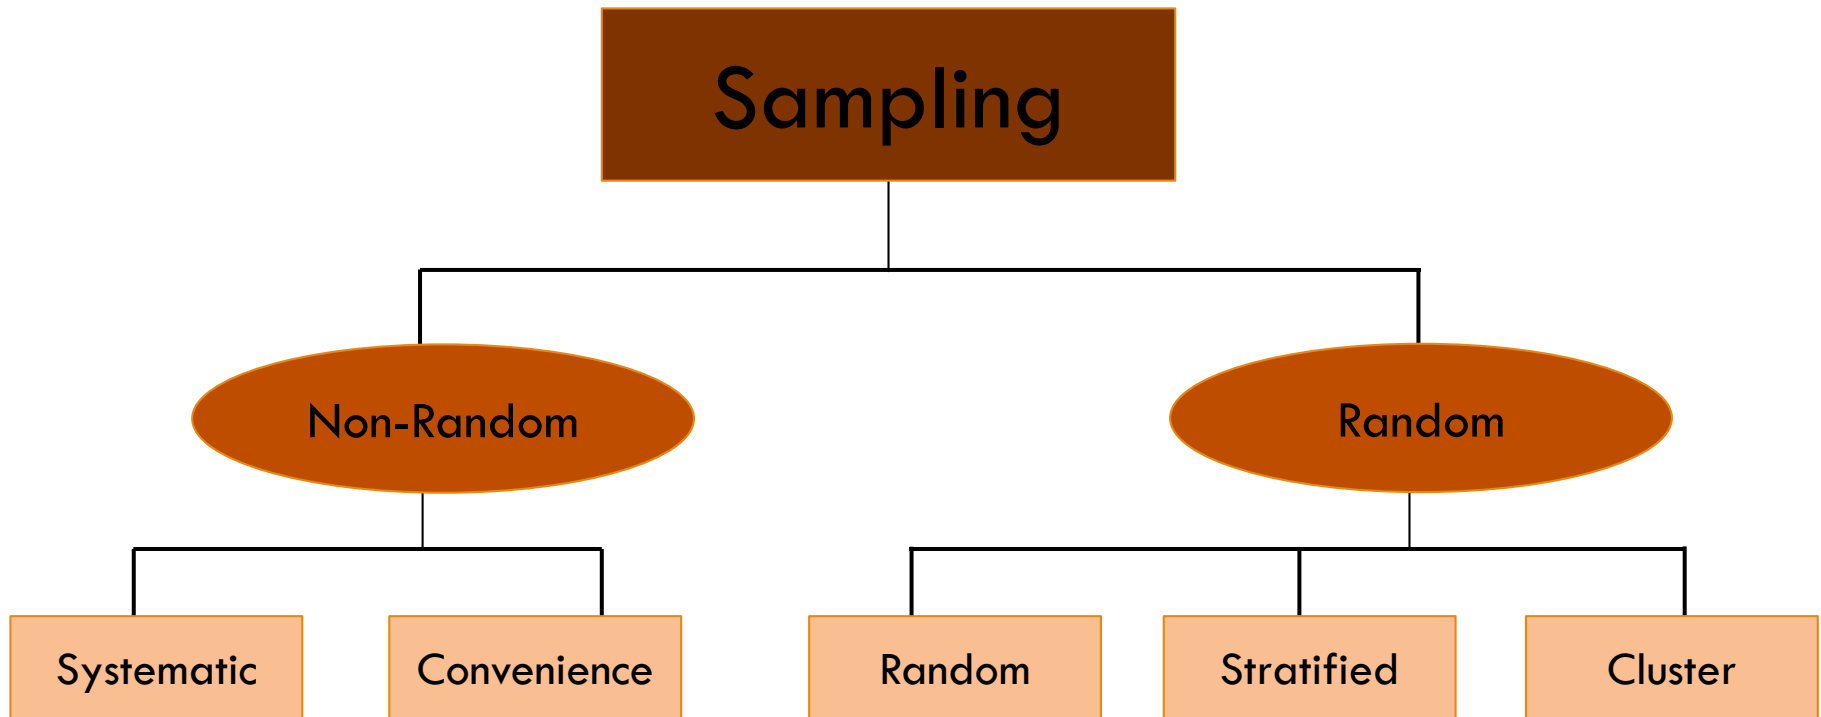 Sampling
Non-Random
Random
Systematic
Convenience
Random
Stratified
Cluster